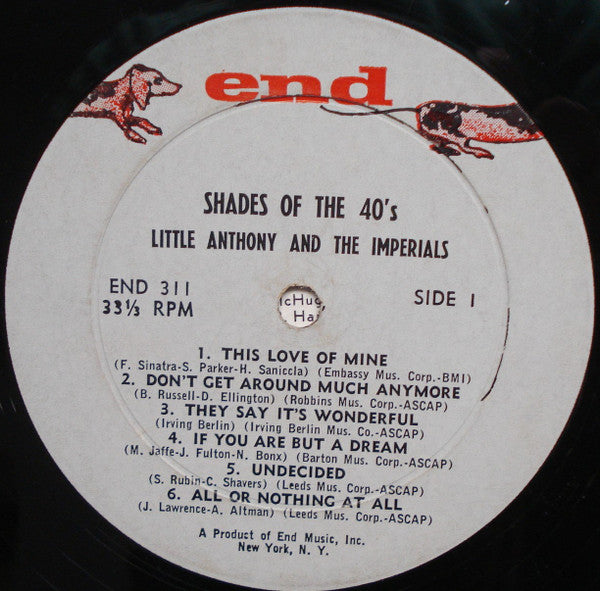 end
SHADES OF THE 40's
LITTLE ANTHONY AND THE IMPERIALS
END 311
33⅓ RPM
SIDE 1
cHug,
Ha
1. THIS LOVE OF MINE
(F. Sinatra-S. Parker-H. Saniccla) (Embassy Mus. Corp.-BMI)
2. DON'T GET AROUND MUCH ANYMORE
(B. Russell-D. Ellington) (Robbins Mus. Corp.-ASCAP)
3. THEY SAY IT'S WONDERFUL
(Irving Berlin) (Irving Berlin Mus. Co.-ASCAP)
4. IF YOU ARE BUT A DREAM
(M. Jaffe-J. Fulton-N. Bonx) (Barton Mus. Corp.-ASCAP)
5. UNDECIDED
(S. Rubin-C. Shavers) (Leeds Mus. Corp.-ASCAP)
6. ALL OR NOTHING AT ALL
(J. Lawrence-A. Altman) (Leeds Mus. Corp.-ASCAP)
A Product of End Music, Inc.
New York, N. Y.